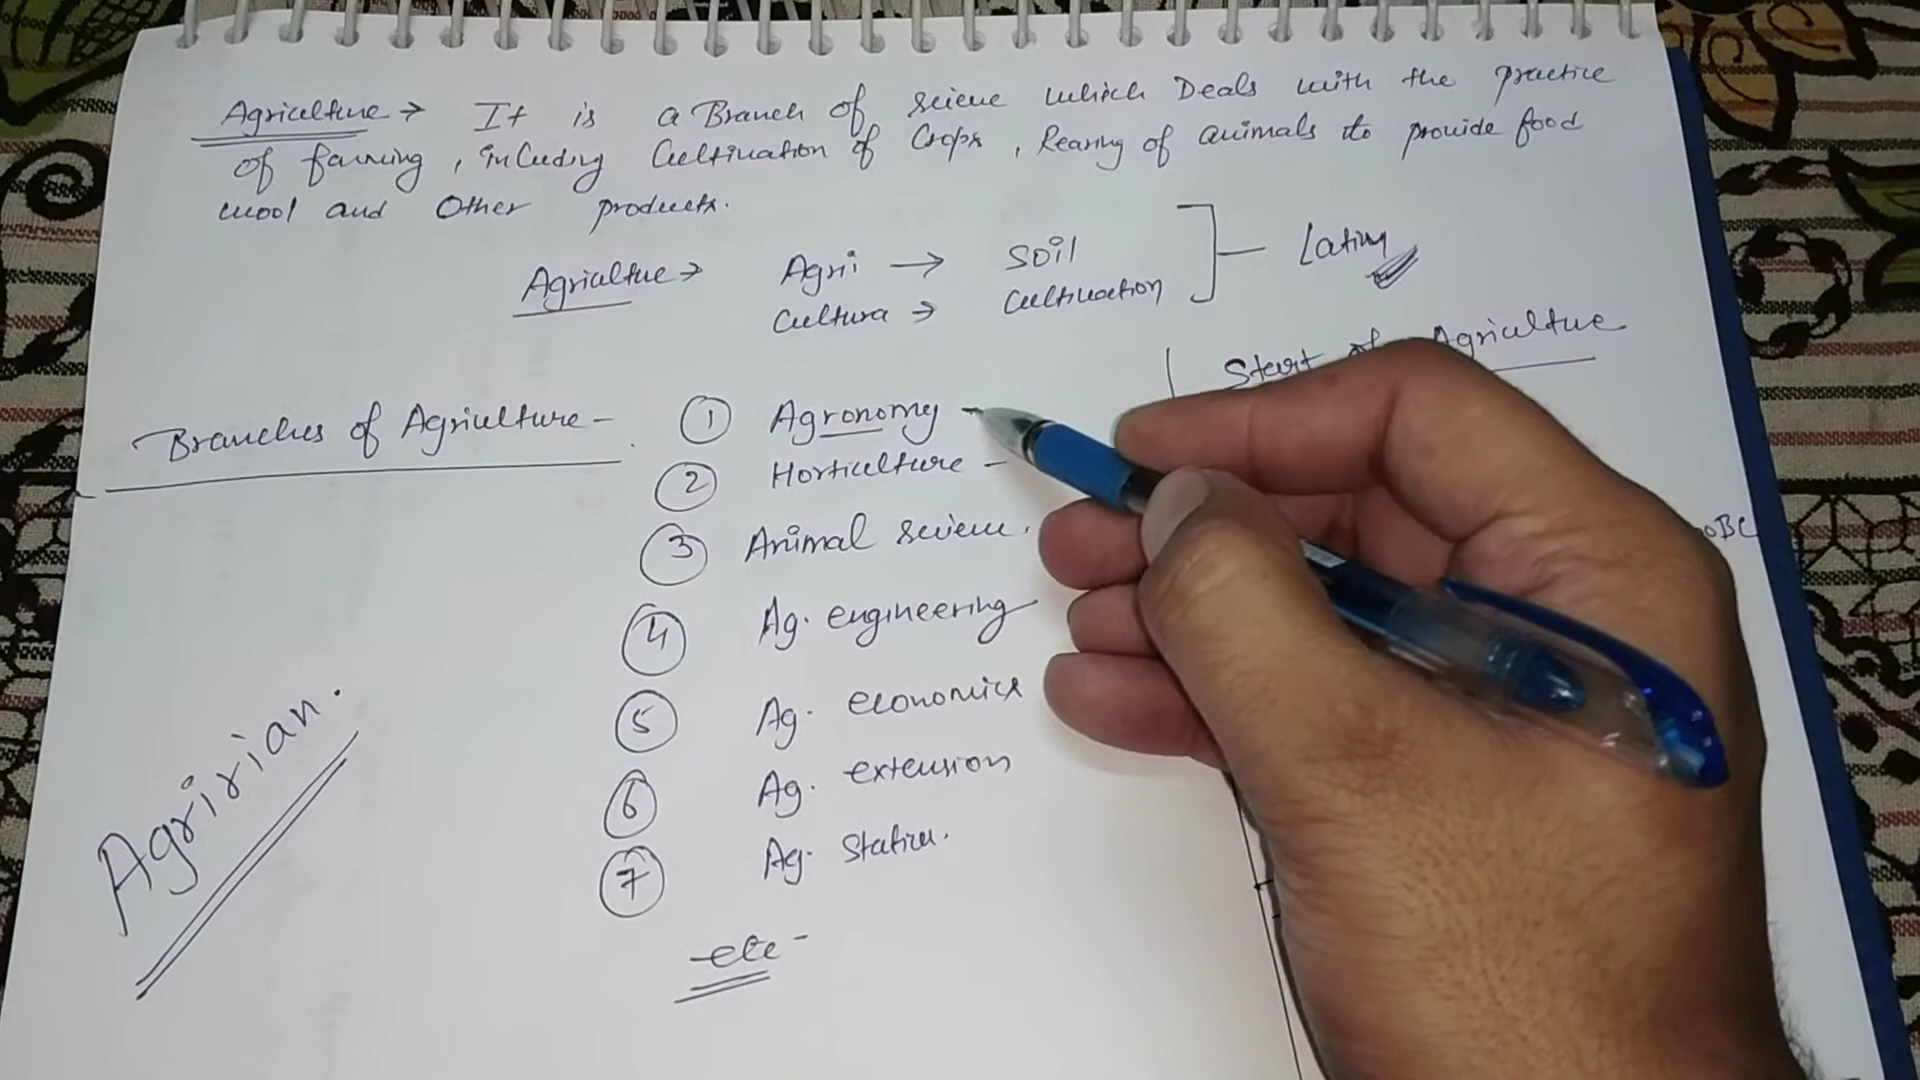 Agriculture → It is a Branch of science which Deals with the practice
of farming, including Cultivation of Crops, Rearing of animals to provide food
wool and Other products.
Agriculture → Agri → Soil
Cultura → Cultivation
] — Latin
Start of Agriculture
Branches of Agriculture -
① Agronomy -
② Horticulture -
③ Animal science.
④ Ag. engineering
⑤ Ag. economics
⑥ Ag. extension
⑦ Ag.
etc -
Agririan.
BC